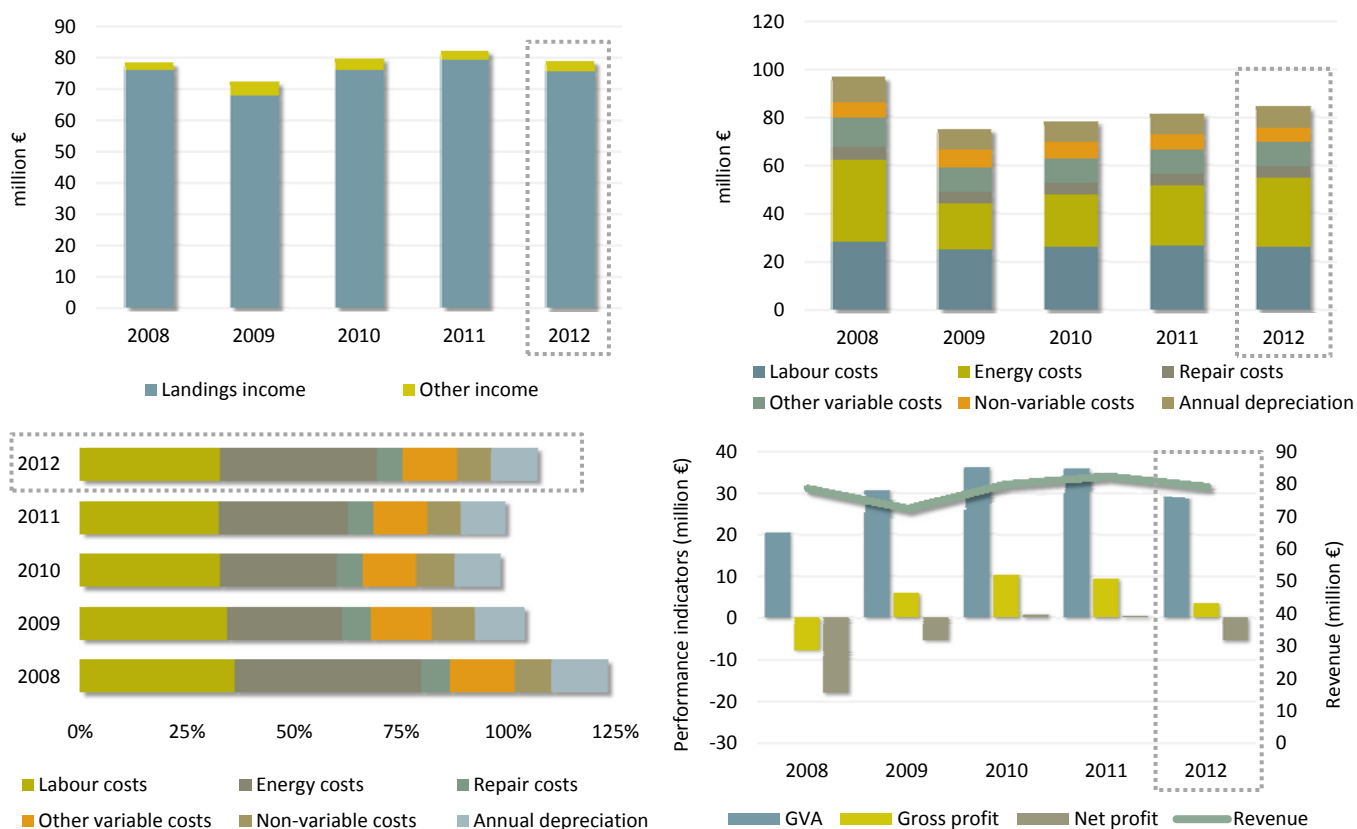 90
80
70
60
50
40
30
20
10
0
million €
2008 2009 2010 2011 2012
Landings income Other income
120
100
80
60
40
20
0
million €
2008 2009 2010 2011 2012
Labour costs Energy costs Repair costs
Other variable costs Non-variable costs Annual depreciation
2012
2011
2010
2009
2008
0% 25% 50% 75% 100% 125%
Labour costs Energy costs Repair costs
Other variable costs Non-variable costs Annual depreciation
Performance indicators (million €)
40
30
20
10
0
-10
-20
-30
90
80
70
60
50
40
30
20
10
0
Revenue (million €)
2008 2009 2010 2011 2012
GVA Gross profit Net profit Revenue